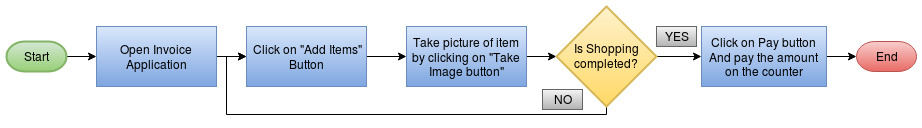 Start
Open Invoice
Application
Click on "Add Items"
Button
Take picture of item
by clicking on "Take
Image button"
Is Shopping
completed?
YES
NO
Click on Pay button
And pay the amount
on the counter
End